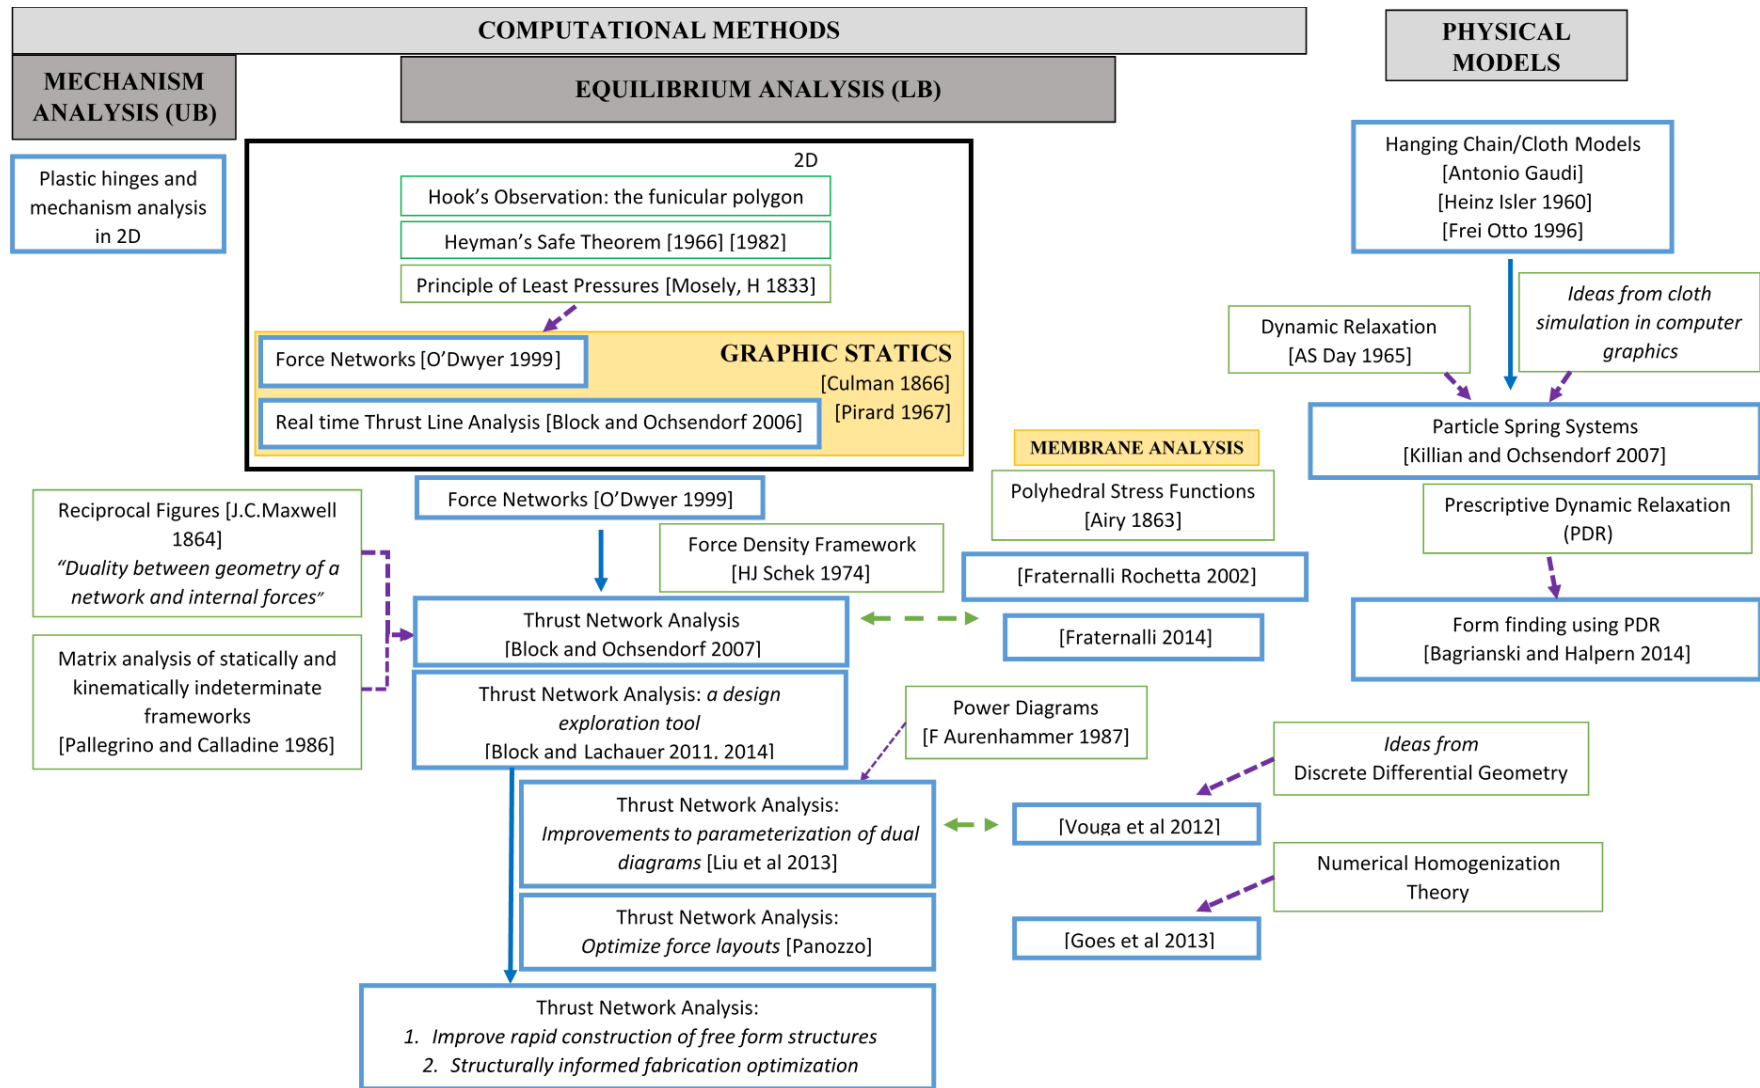 COMPUTATIONAL METHODS
PHYSICAL
MODELS
MECHANISM
ANALYSIS (UB)
EQUILIBRIUM ANALYSIS (LB)
Plastic hinges and
mechanism analysis
in 2D
2D
Hook's Observation: the funicular polygon
Heyman's Safe Theorem [1966] [1982]
Principle of Least Pressures [Mosely, H 1833]
Force Networks [O'Dwyer 1999]
GRAPHIC STATICS
[Culman 1866]
[Pirard 1967]
Real time Thrust Line Analysis [Block and Ochsendorf 2006]
Hanging Chain/Cloth Models
[Antonio Gaudi]
[Heinz Isler 1960]
[Frei Otto 1996]
Dynamic Relaxation
[AS Day 1965]
Ideas from cloth
simulation in computer
graphics
Particle Spring Systems
[Killian and Ochsendorf 2007]
Prescriptive Dynamic Relaxation
(PDR)
Form finding using PDR
[Bagrianski and Halpern 2014]
MEMBRANE ANALYSIS
Polyhedral Stress Functions
[Airy 1863]
[Fraternalli Rochetta 2002]
[Fraternalli 2014]
Force Networks [O'Dwyer 1999]
Reciprocal Figures [J.C.Maxwell
1864]
"Duality between geometry of a
network and internal forces"
Force Density Framework
[HJ Schek 1974]
Thrust Network Analysis
[Block and Ochsendorf 2007]
Matrix analysis of statically and
kinematically indeterminate
frameworks
[Pallegrino and Calladine 1986]
Thrust Network Analysis: a design
exploration tool
[Block and Lachauer 2011, 2014]
Power Diagrams
[F Aurenhammer 1987]
Ideas from
Discrete Differential Geometry
Thrust Network Analysis:
Improvements to parameterization of dual
diagrams [Liu et al 2013]
[Vouga et al 2012]
Numerical Homogenization
Theory
Thrust Network Analysis:
Optimize force layouts [Panozzo]
[Goes et al 2013]
Thrust Network Analysis:
1. Improve rapid construction of free form structures
2. Structurally informed fabrication optimization